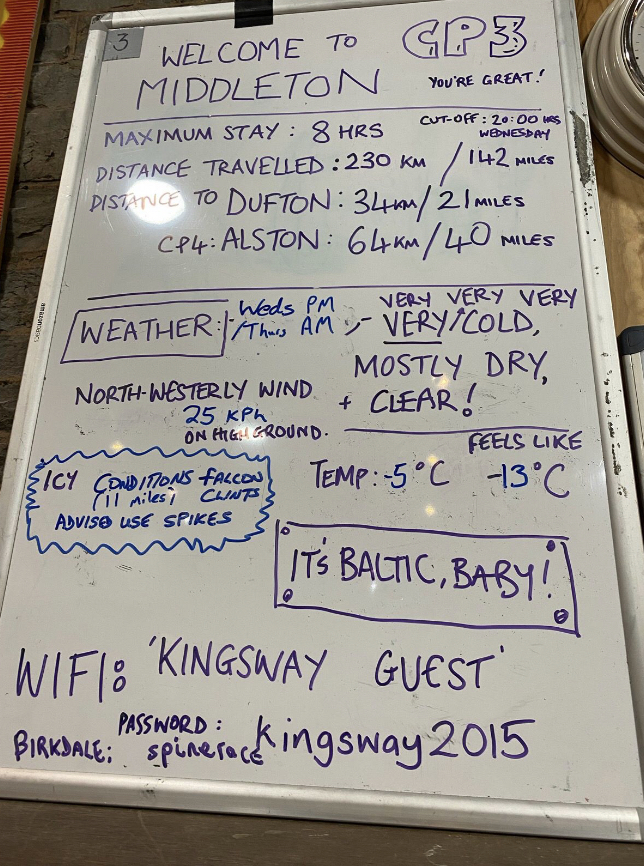 3
WELCOME TO CP3
MIDDLETON YOU'RE GREAT!
MAXIMUM STAY: 8 HRS CUT-OFF: 20:00 HRS
WEDNESDAY
DISTANCE TRAVELLED: 230 KM / 142 MILES
DISTANCE TO DUFTON: 34KM/21 MILES
CP4: ALSTON: 64KM/40 MILES
WEATHER: - Weds PM
/Thurs AM :- VERY VERY VERY
VERY/COLD,
MOSTLY DRY,
+ CLEAR!
NORTH-WESTERLY WIND
25 KPh
ON HIGH GROUND.
FEELS LIKE
TEMP: -5°C -13°C
ICY CONDITIONS FALCON
(11 miles) CLINTS
ADVISE USE SPIKES
IT'S BALTIC, BABY!
WIFI: 'KINGSWAY GUEST'
PASSWORD: kingsway2015
BIRKDALE: spinerace
amazonbasics